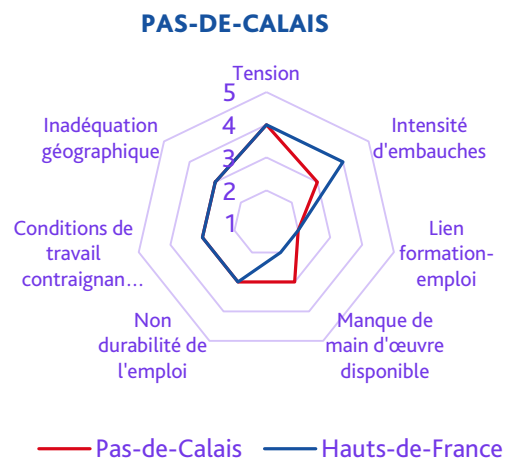 PAS-DE-CALAIS
Tension
5
4
3
2
1
Intensité
d'embauches
Lien
formation-
emploi
Manque de
main d'œuvre
disponible
Non
durabilité de
l'emploi
Conditions de
travail
contraignan…
Inadéquation
géographique
Pas-de-Calais
Hauts-de-France